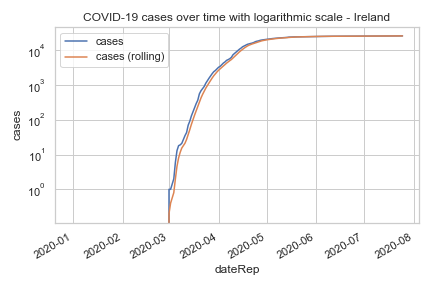 COVID-19 cases over time with logarithmic scale - Ireland
cases
cases (rolling)
10^4
10^3
10^2
10^1
10^0
cases
2020-01
2020-02
2020-03
2020-04
2020-05
2020-06
2020-07
2020-08
dateRep